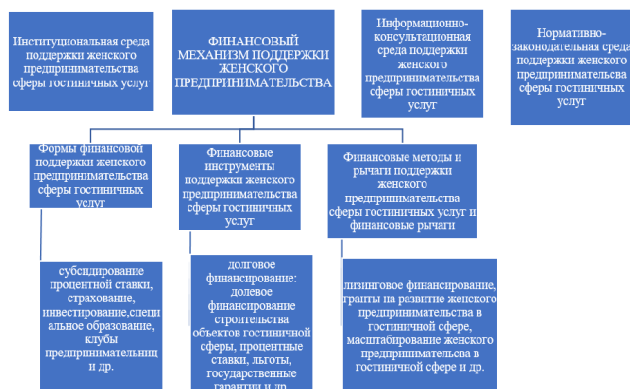 Институциональная среда
поддержки женского
предпринимательства
сферы гостиничных услуг
ФИНАНСОВЫЙ
МЕХАНИЗМ ПОДДЕРЖКИ
ЖЕНСКОГО
ПРЕДПРИНИМАТЕЛЬСТВА
Информационно-
консультационная
среда поддержки
женского
предпринимательства
сферы гостиничных
услуг
Нормативно-
законодательная среда
поддержки женского
предпринимательсва
сферы гостиничных
услуг
Формы финансовой
поддержки женского
предпринимательства
сферы гостиничных
услуг
Финансовые
инструменты
поддержки женского
предпринимательства
сферы гостиничных
услуг
Финансовые методы и
рычаги поддержки
женского
предпринимательства
сферы гостиничных услуг и
финансовые рычаги
субсидирование
процентной ставки,
страхование,
инвестирование,специ
альное образование,
клубы
предпринимательниц
и др.
долговое
финансирование:
долевое
финансирование
строительства
объектов гостиничной
сферы, процентные
ставки, льготы,
государственные
гарантии и др
лизинговое финансирование,
гранты на развитие женского
предпринимательства в
гостиничной сфере,
масштабирование женского
предпринимательсва в
гостиничной сфере и др.